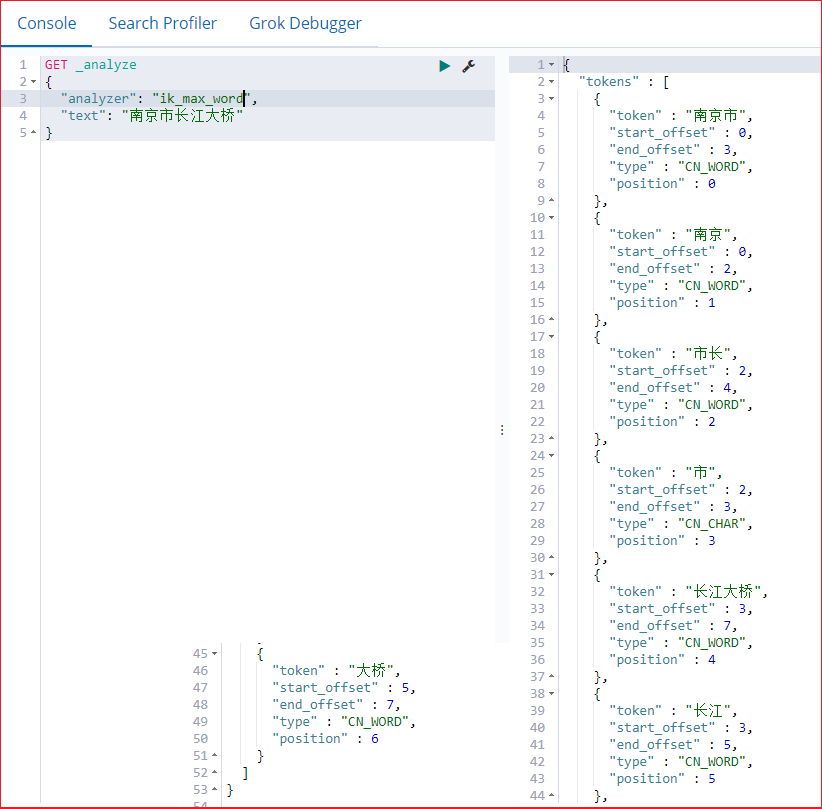 Console Search Profiler Grok Debugger
1 GET _analyze
2 {
3 "analyzer": "ik_max_word",
4 "text": "南京市长江大桥"
5 }
1 {
2 "tokens" : [
3 {
4 "token" : "南京市",
5 "start_offset" : 0,
6 "end_offset" : 3,
7 "type" : "CN_WORD",
8 "position" : 0
9 },
10 {
11 "token" : "南京",
12 "start_offset" : 0,
13 "end_offset" : 2,
14 "type" : "CN_WORD",
15 "position" : 1
16 },
17 {
18 "token" : "市长",
19 "start_offset" : 2,
20 "end_offset" : 4,
21 "type" : "CN_WORD",
22 "position" : 2
23 },
24 {
25 "token" : "市",
26 "start_offset" : 2,
27 "end_offset" : 3,
28 "type" : "CN_CHAR",
29 "position" : 3
30 },
31 {
32 "token" : "长江大桥",
33 "start_offset" : 3,
34 "end_offset" : 7,
35 "type" : "CN_WORD",
36 "position" : 4
37 },
38 {
39 "token" : "长江",
40 "start_offset" : 3,
41 "end_offset" : 5,
42 "type" : "CN_WORD",
43 "position" : 5
44 },
45 {
46 "token" : "大桥",
47 "start_offset" : 5,
48 "end_offset" : 7,
49 "type" : "CN_WORD",
50 "position" : 6
51 }
52 ]
53 }